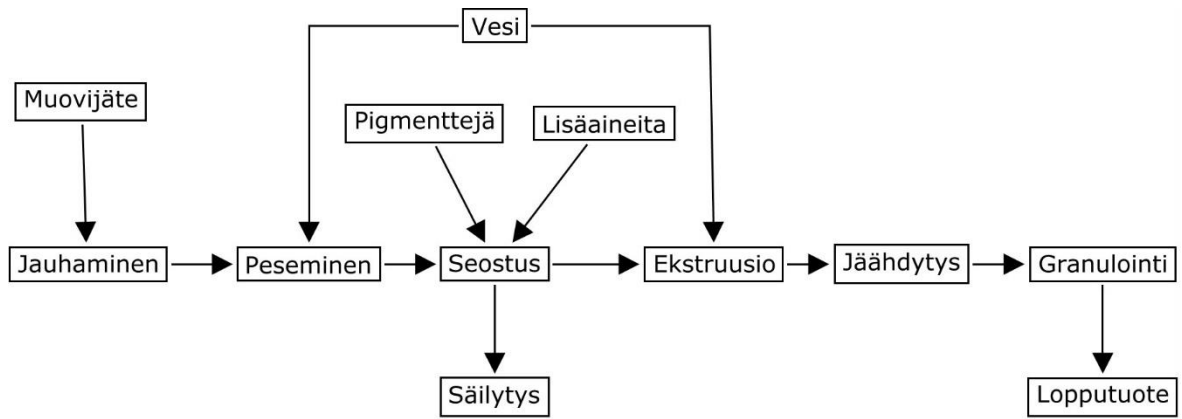 Vesi
Muovijäte
Pigmenttejä
Lisäaineita
Jauhaminen
Peseminen
Seostus
Ekstruusio
Jäähdytys
Granulointi
Säilytys
Lopputuote